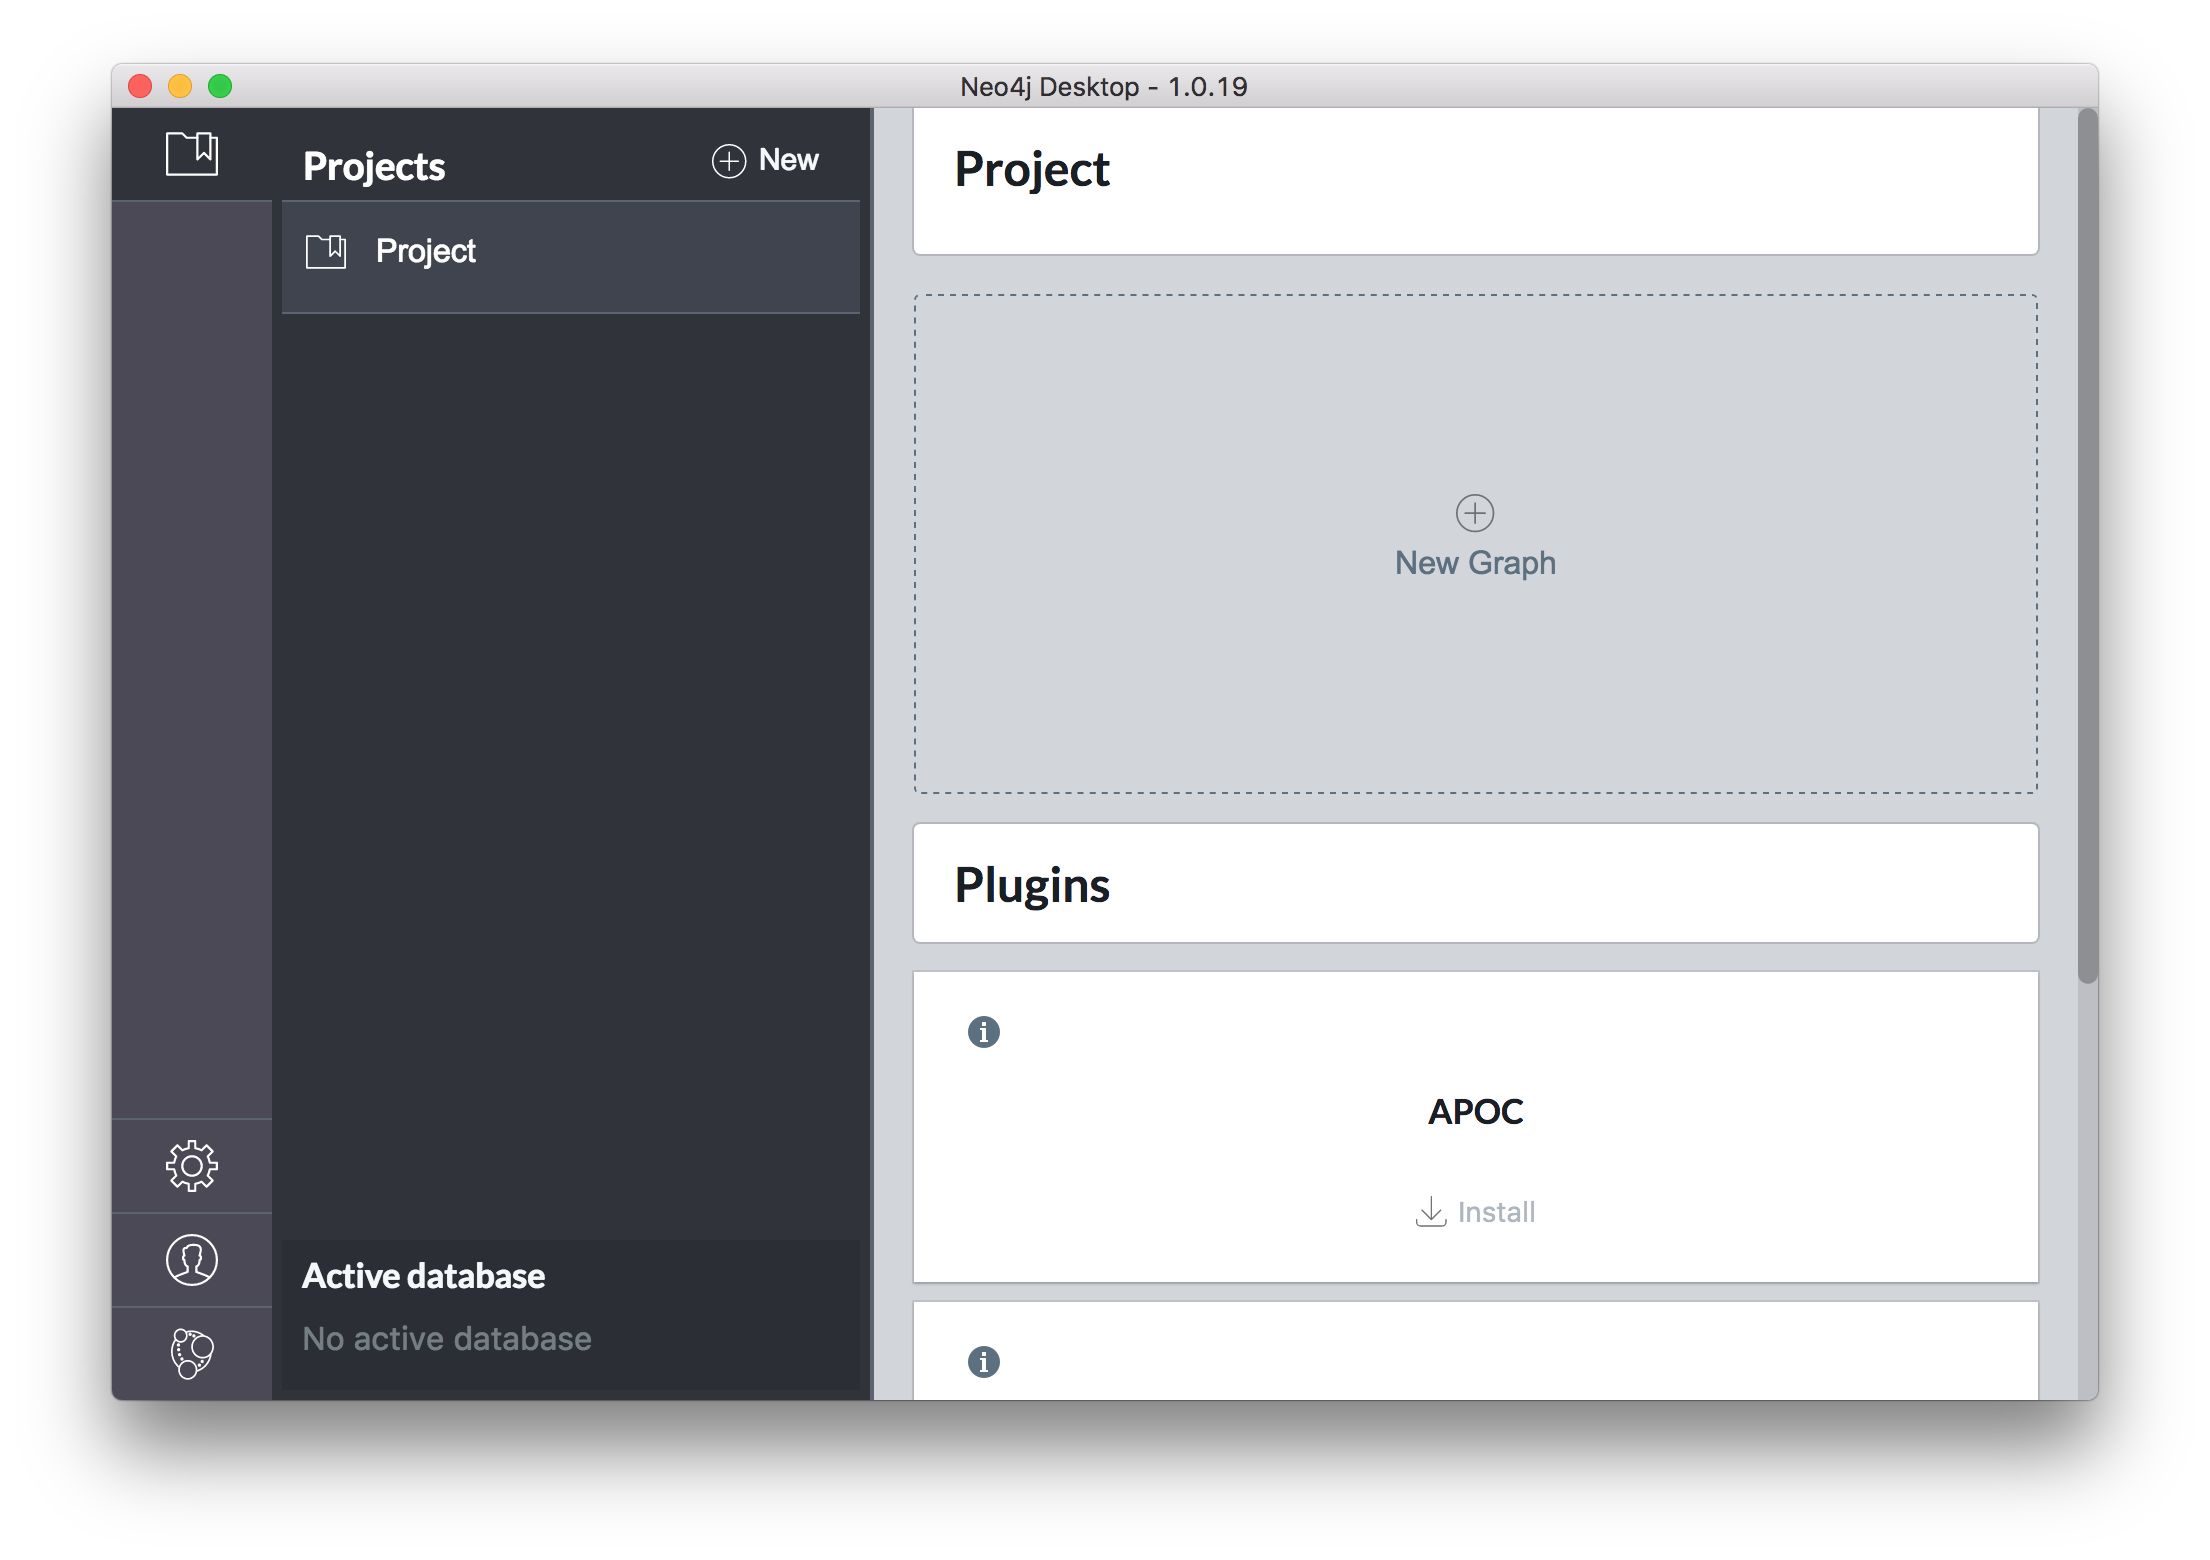 Neo4j Desktop - 1.0.19
Projects
New
Project
Active database
No active database
Project
New Graph
Plugins
APOC
Install